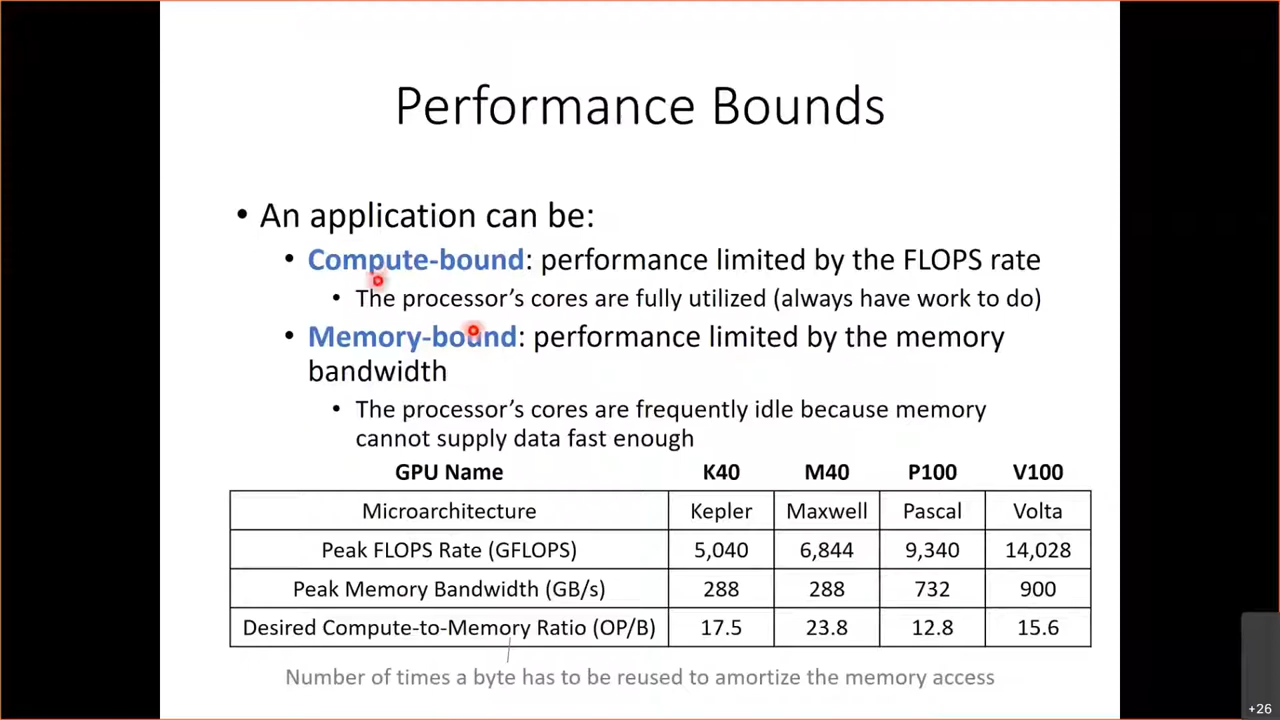 Performance Bounds
• An application can be:
• Compute-bound: performance limited by the FLOPS rate
• The processor's cores are fully utilized (always have work to do)
• Memory-bound: performance limited by the memory
bandwidth
• The processor's cores are frequently idle because memory
cannot supply data fast enough
GPU Name K40 M40 P100 V100
Microarchitecture Kepler Maxwell Pascal Volta
Peak FLOPS Rate (GFLOPS) 5,040 6,844 9,340 14,028
Peak Memory Bandwidth (GB/s) 288 288 732 900
Desired Compute-to-Memory Ratio (OP/B) 17.5 23.8 12.8 15.6
Number of times a byte has to be reused to amortize the memory access
+26